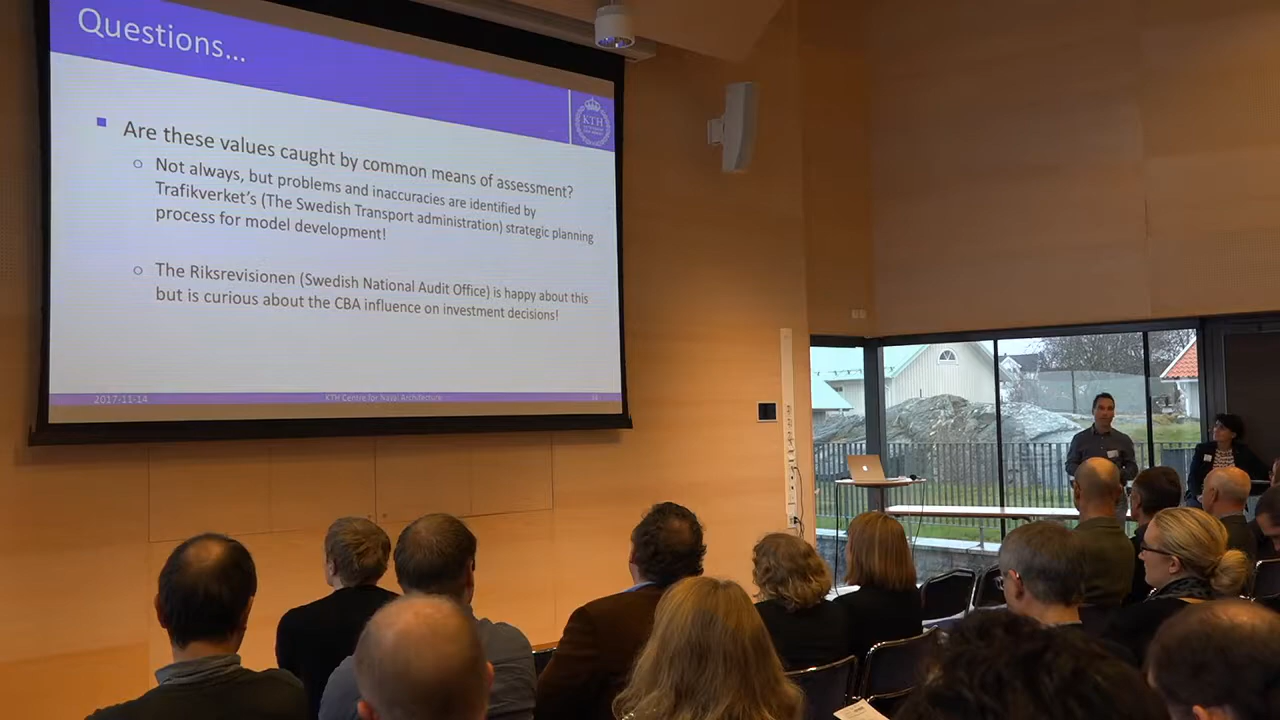 Questions...
KTH
Are these values caught by common means of assessment?
Not always, but problems and inaccuracies are identified by
Trafikverket's (The Swedish Transport administration) strategic planning
process for model development!
The Riksrevisionen (Swedish National Audit Office) is happy about this
but is curious about the CBA influence on investment decisions!
2017-11-14
KTH Centre for Naval Architecture